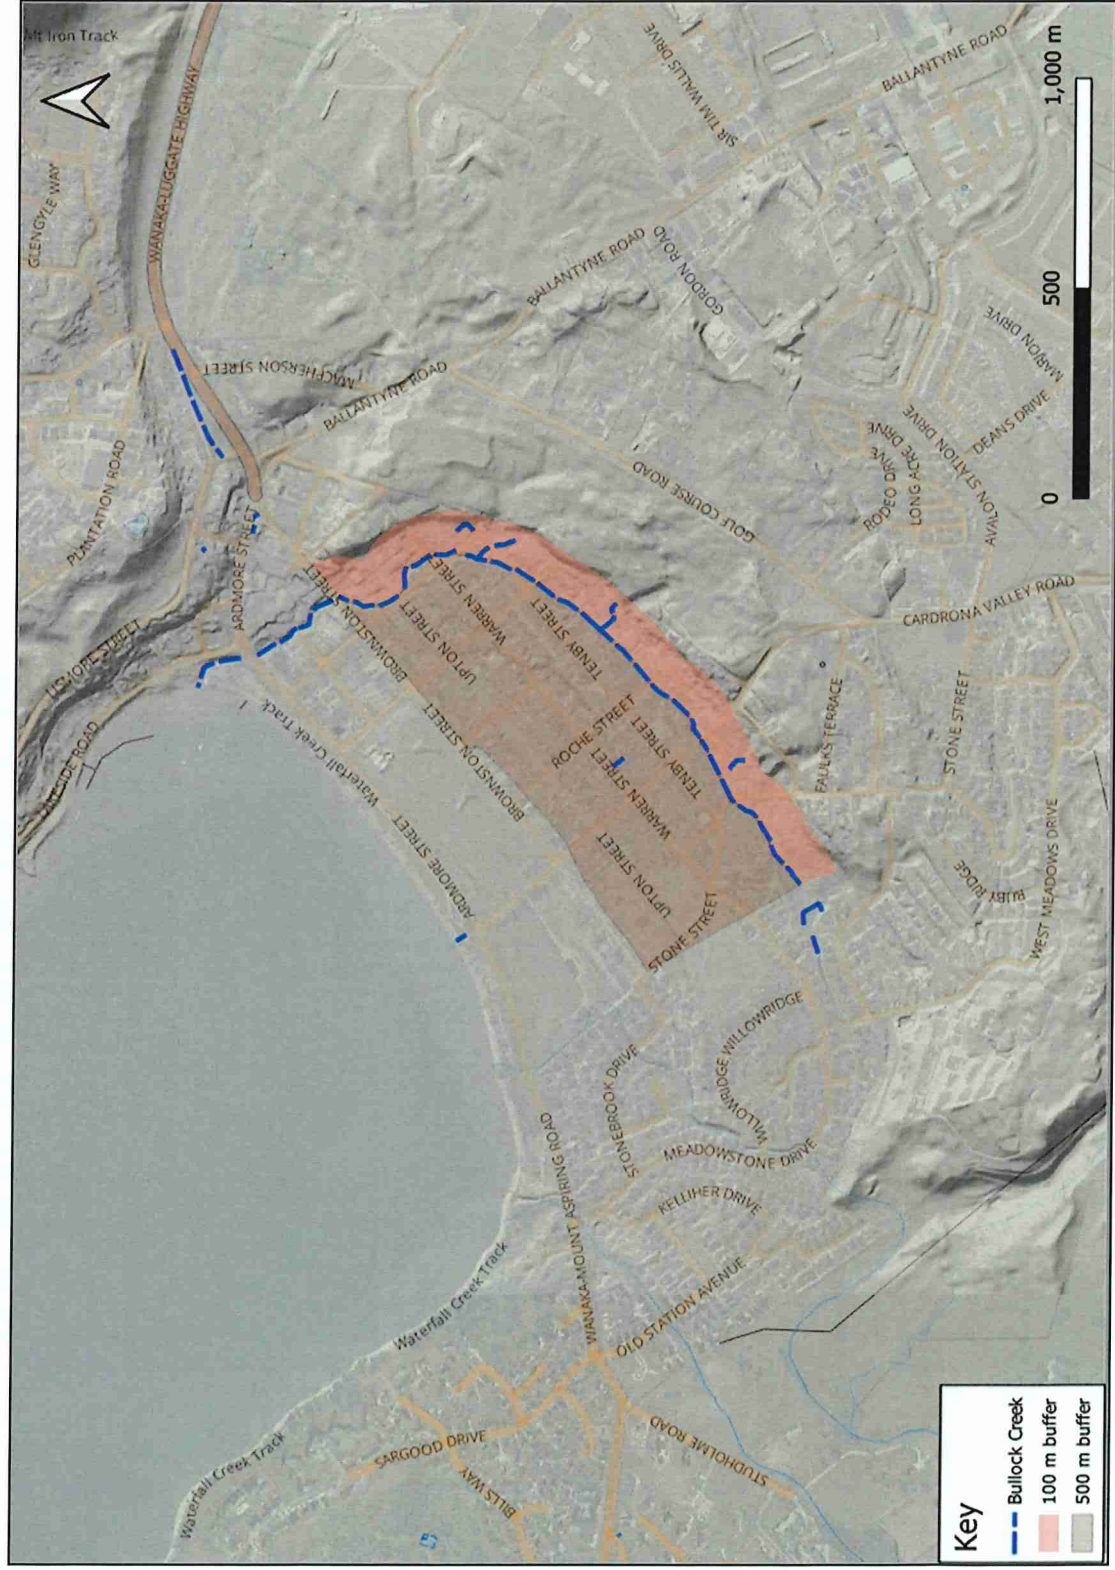 Mt Iron Track
GLENGYLE WAY
WANAKA-LUGGATE HIGHWAY
PLANTATION ROAD
MACPHERSON STREET
BALLANTYNE ROAD
BALLANTYNE ROAD
BALLANTYNE ROAD
SIR TIM WALLIS DRIVE
GORDON ROAD
GOLF COURSE ROAD
LISMORE STREET
LAKESIDE ROAD
ARDMORE STREET
Waterfall Creek Track
ARDMORE STREET
BROWNSTON STREET
BROWNSTON STREET
BROWNSTON STREET
UPTON STREET
WARREN STREET
TENBY STREET
ROCHE STREET
TENBY STREET
WARREN STREET
UPTON STREET
STONE STREET
RODEO DRIVE
LONG ACRE DRIVE
AVALON STATION DRIVE
DEANS DRIVE
MARION DRIVE
CARDRONA VALLEY ROAD
FAULKS TERRACE
STONE STREET
RUBY RIDGE
WEST MEADOWS DRIVE
STONEBROOK DRIVE
WILLOWRIDGE
WILLOWRIDGE
MEADOWSTONE DRIVE
KELLIHER DRIVE
WANAKA-MOUNT ASPIRING ROAD
OLD STATION AVENUE
Waterfall Creek Track
Waterfall Creek Track
SARGOOD DRIVE
BILLS WAY
STUDHOLME ROAD
0 500 1,000 m
Key
Bullock Creek
100 m buffer
500 m buffer